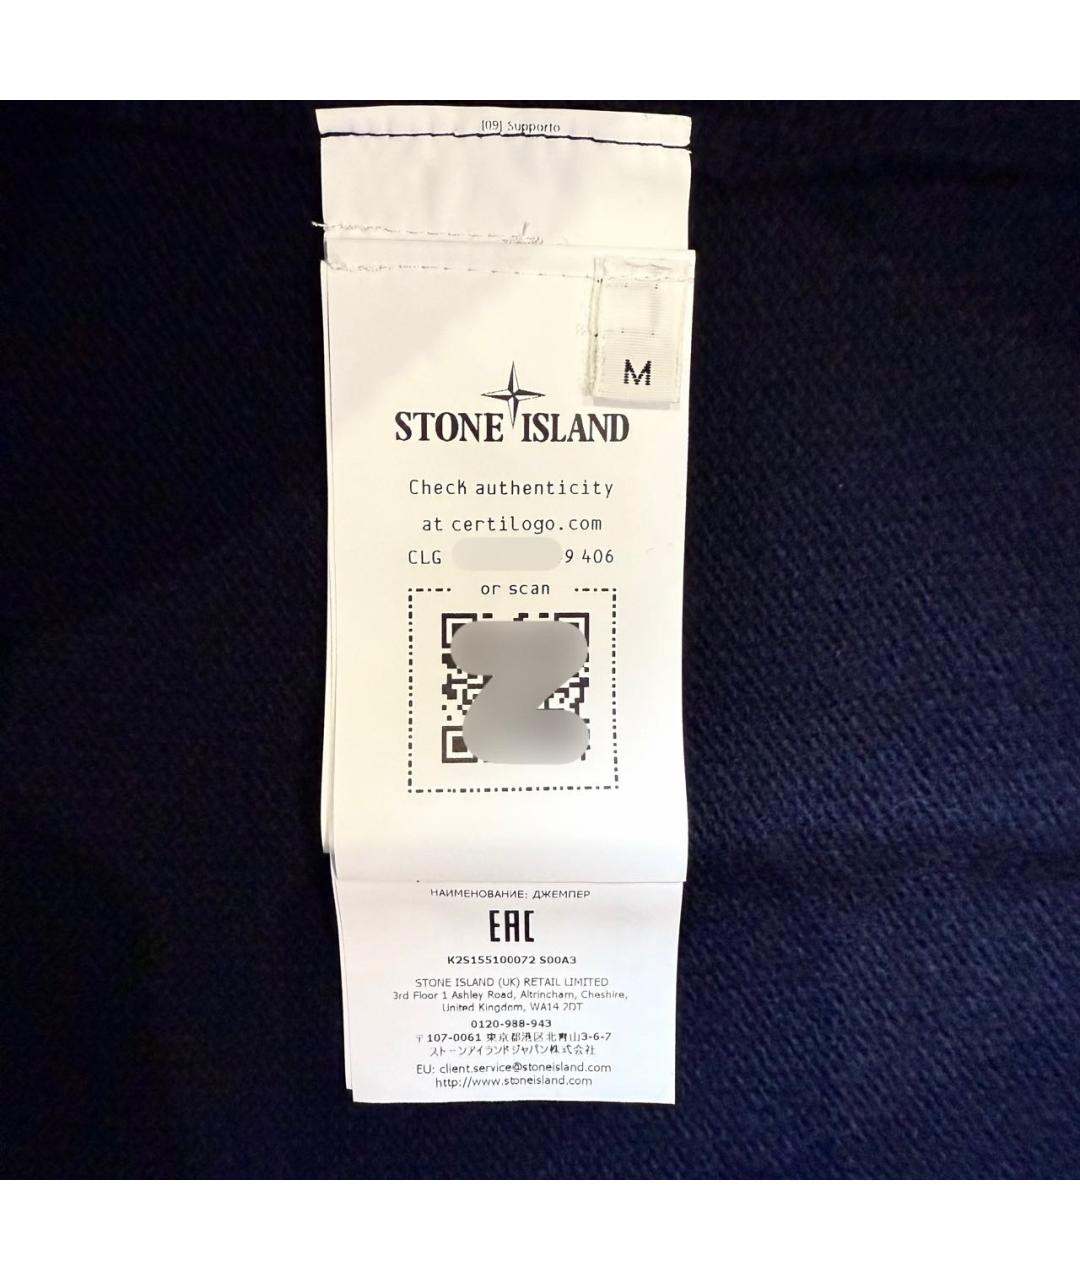 [09] Supporto
M
STONE ISLAND
Check authenticity
at certilogo.com
CLG 9 406
or scan
НАИМЕНОВАНИЕ: ДЖЕМПЕР
EAC
K2S155100072 S00A3
STONE ISLAND (UK) RETAIL LIMITED
3rd Floor 1 Ashley Road, Altrincham, Cheshire,
United Kingdom, WA14 2DT
0120-988-943
〒107-0061 東京都港区北青山3-6-7
ストーンアイランドジャパン株式会社
EU: client.service@stoneisland.com
http://www.stoneisland.com